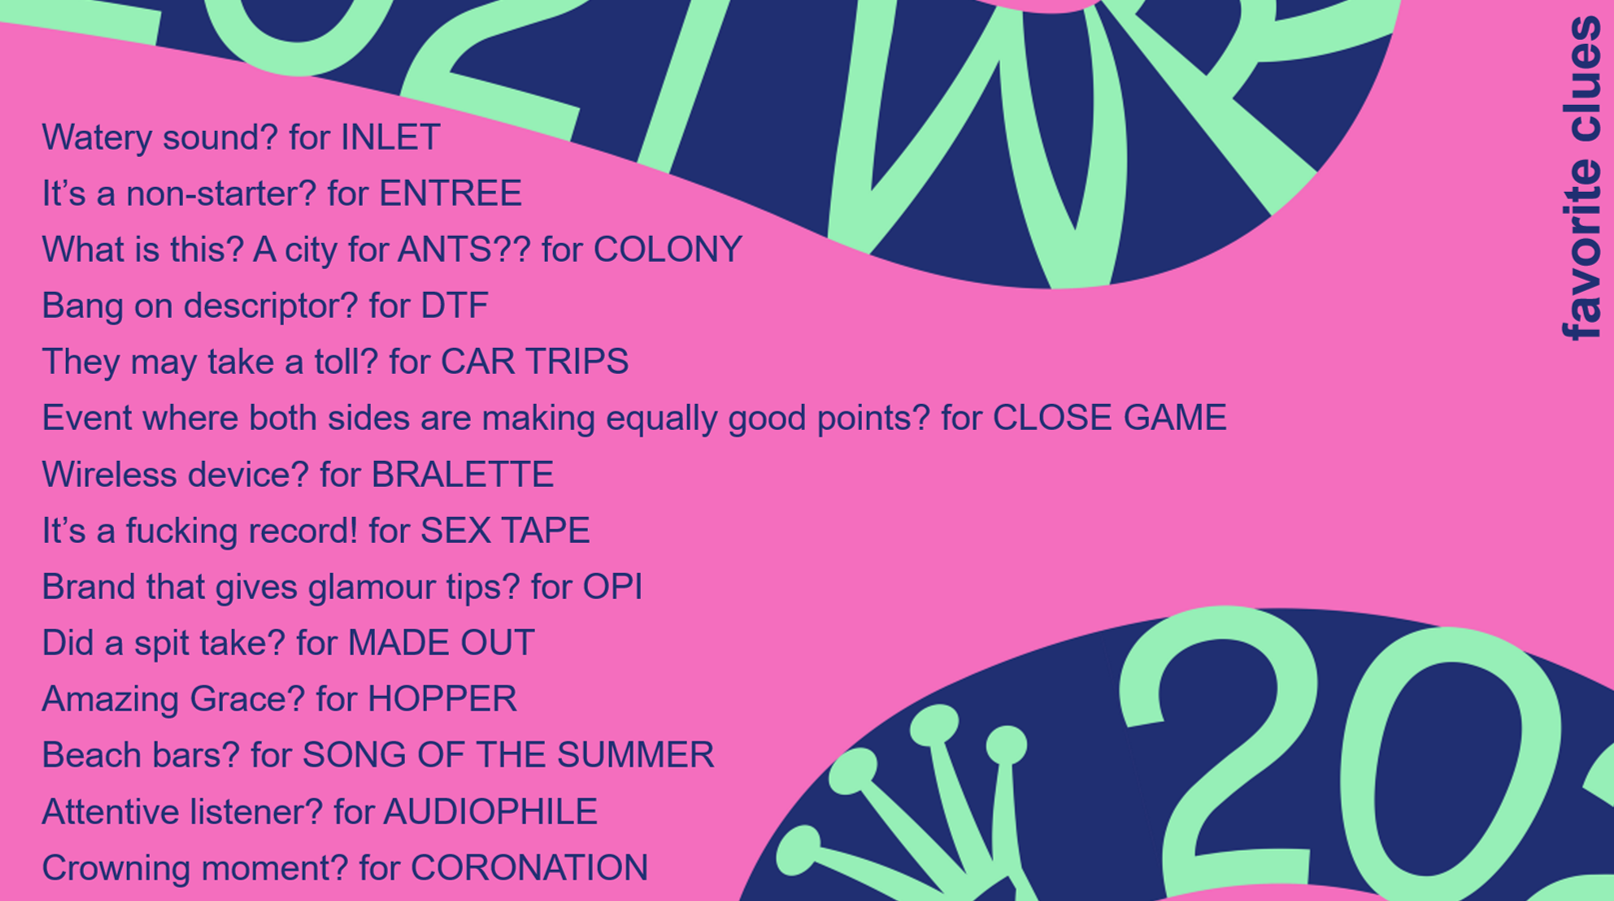 2021 WR
favorite clues
Watery sound? for INLET
It’s a non-starter? for ENTREE
What is this? A city for ANTS?? for COLONY
Bang on descriptor? for DTF
They may take a toll? for CAR TRIPS
Event where both sides are making equally good points? for CLOSE GAME
Wireless device? for BRALETTE
It’s a fucking record! for SEX TAPE
Brand that gives glamour tips? for OPI
Did a spit take? for MADE OUT
Amazing Grace? for HOPPER
Beach bars? for SONG OF THE SUMMER
Attentive listener? for AUDIOPHILE
Crowning moment? for CORONATION
20